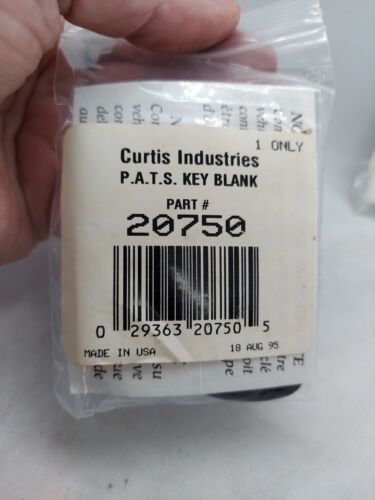 1 ONLY
Curtis Industries
P.A.T.S. KEY BLANK
PART #
20750
0 29363 20750 5
MADE IN USA
18 AUG 95